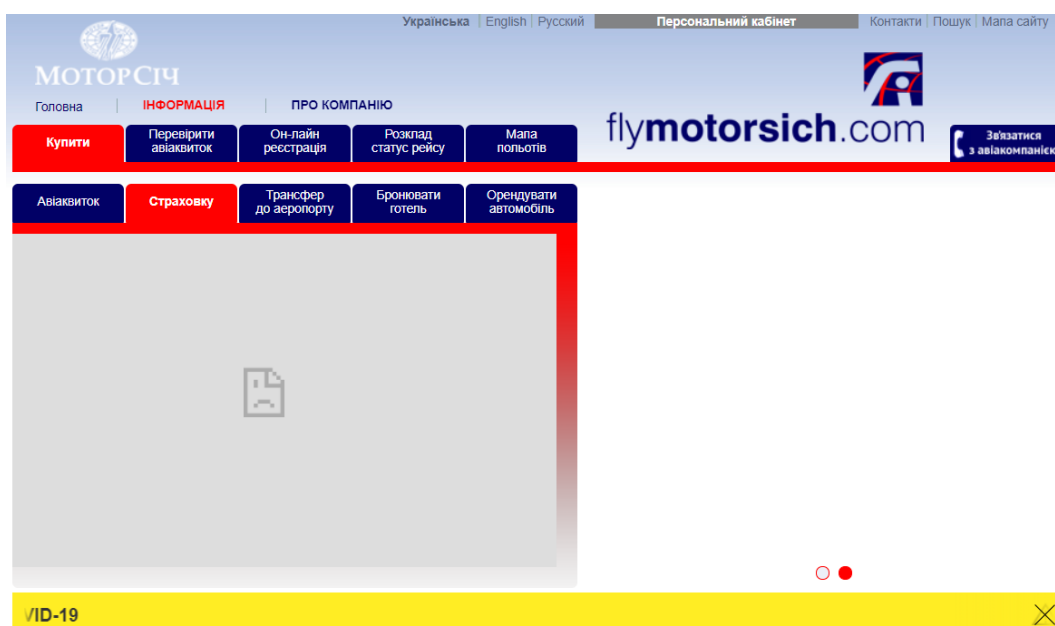 Українська | English | Русский Персональний кабінет Контакти | Пошук | Мапа сайту
МоторСіч
Головна | ІНФОРМАЦІЯ | ПРО КОМПАНІЮ
flymotorsich.com
Купити
Перевірити
авіаквиток
Он-лайн
реєстрація
Розклад
статус рейсу
Мапа
польотів
Зв'язатися
з авіакомпанією
Авіаквиток
Страховку
Трансфер
до аеропорту
Бронювати
готель
Орендувати
автомобіль
VID-19